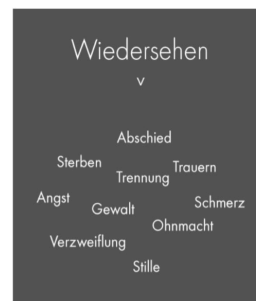 Wiedersehen
v
Abschied
Sterben
Trauern
Trennung
Angst
Schmerz
Gewalt
Ohnmacht
Verzweiflung
Stille